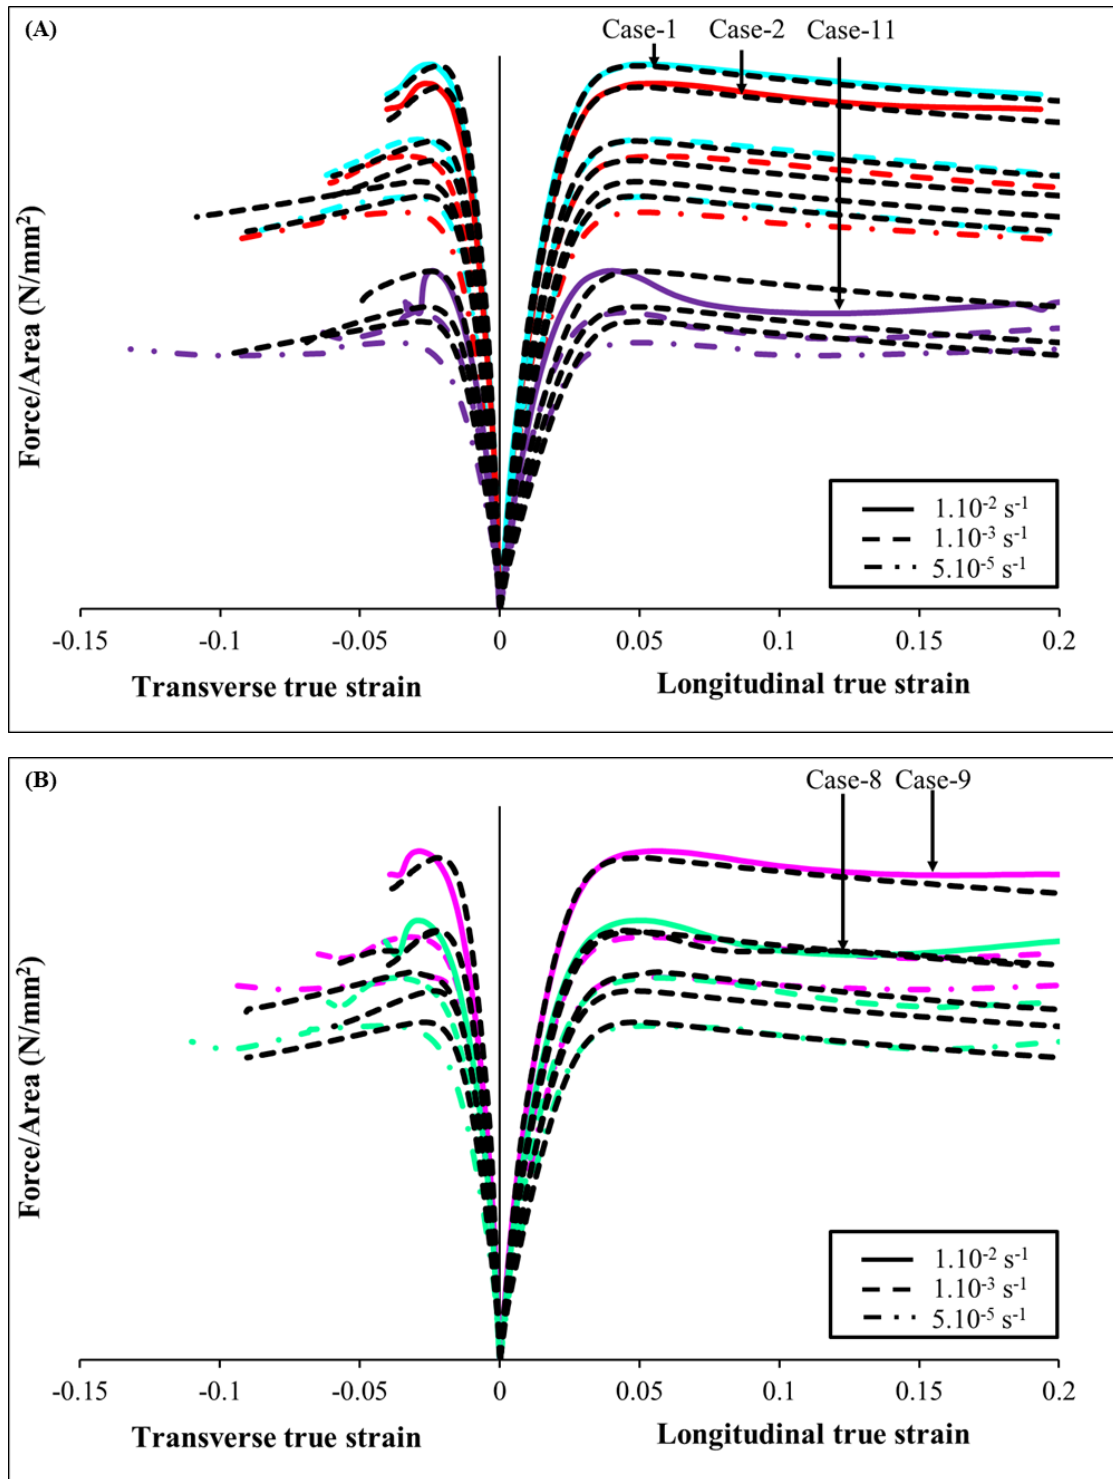 (A)
Case-1 Case-2 Case-11
Force/Area (N/mm²)
1.10⁻² s⁻¹
1.10⁻³ s⁻¹
5.10⁻⁵ s⁻¹
-0.15 -0.1 -0.05 0 0.05 0.1 0.15 0.2
Transverse true strain Longitudinal true strain
(B)
Case-8 Case-9
Force/Area (N/mm²)
1.10⁻² s⁻¹
1.10⁻³ s⁻¹
5.10⁻⁵ s⁻¹
-0.15 -0.1 -0.05 0 0.05 0.1 0.15 0.2
Transverse true strain Longitudinal true strain